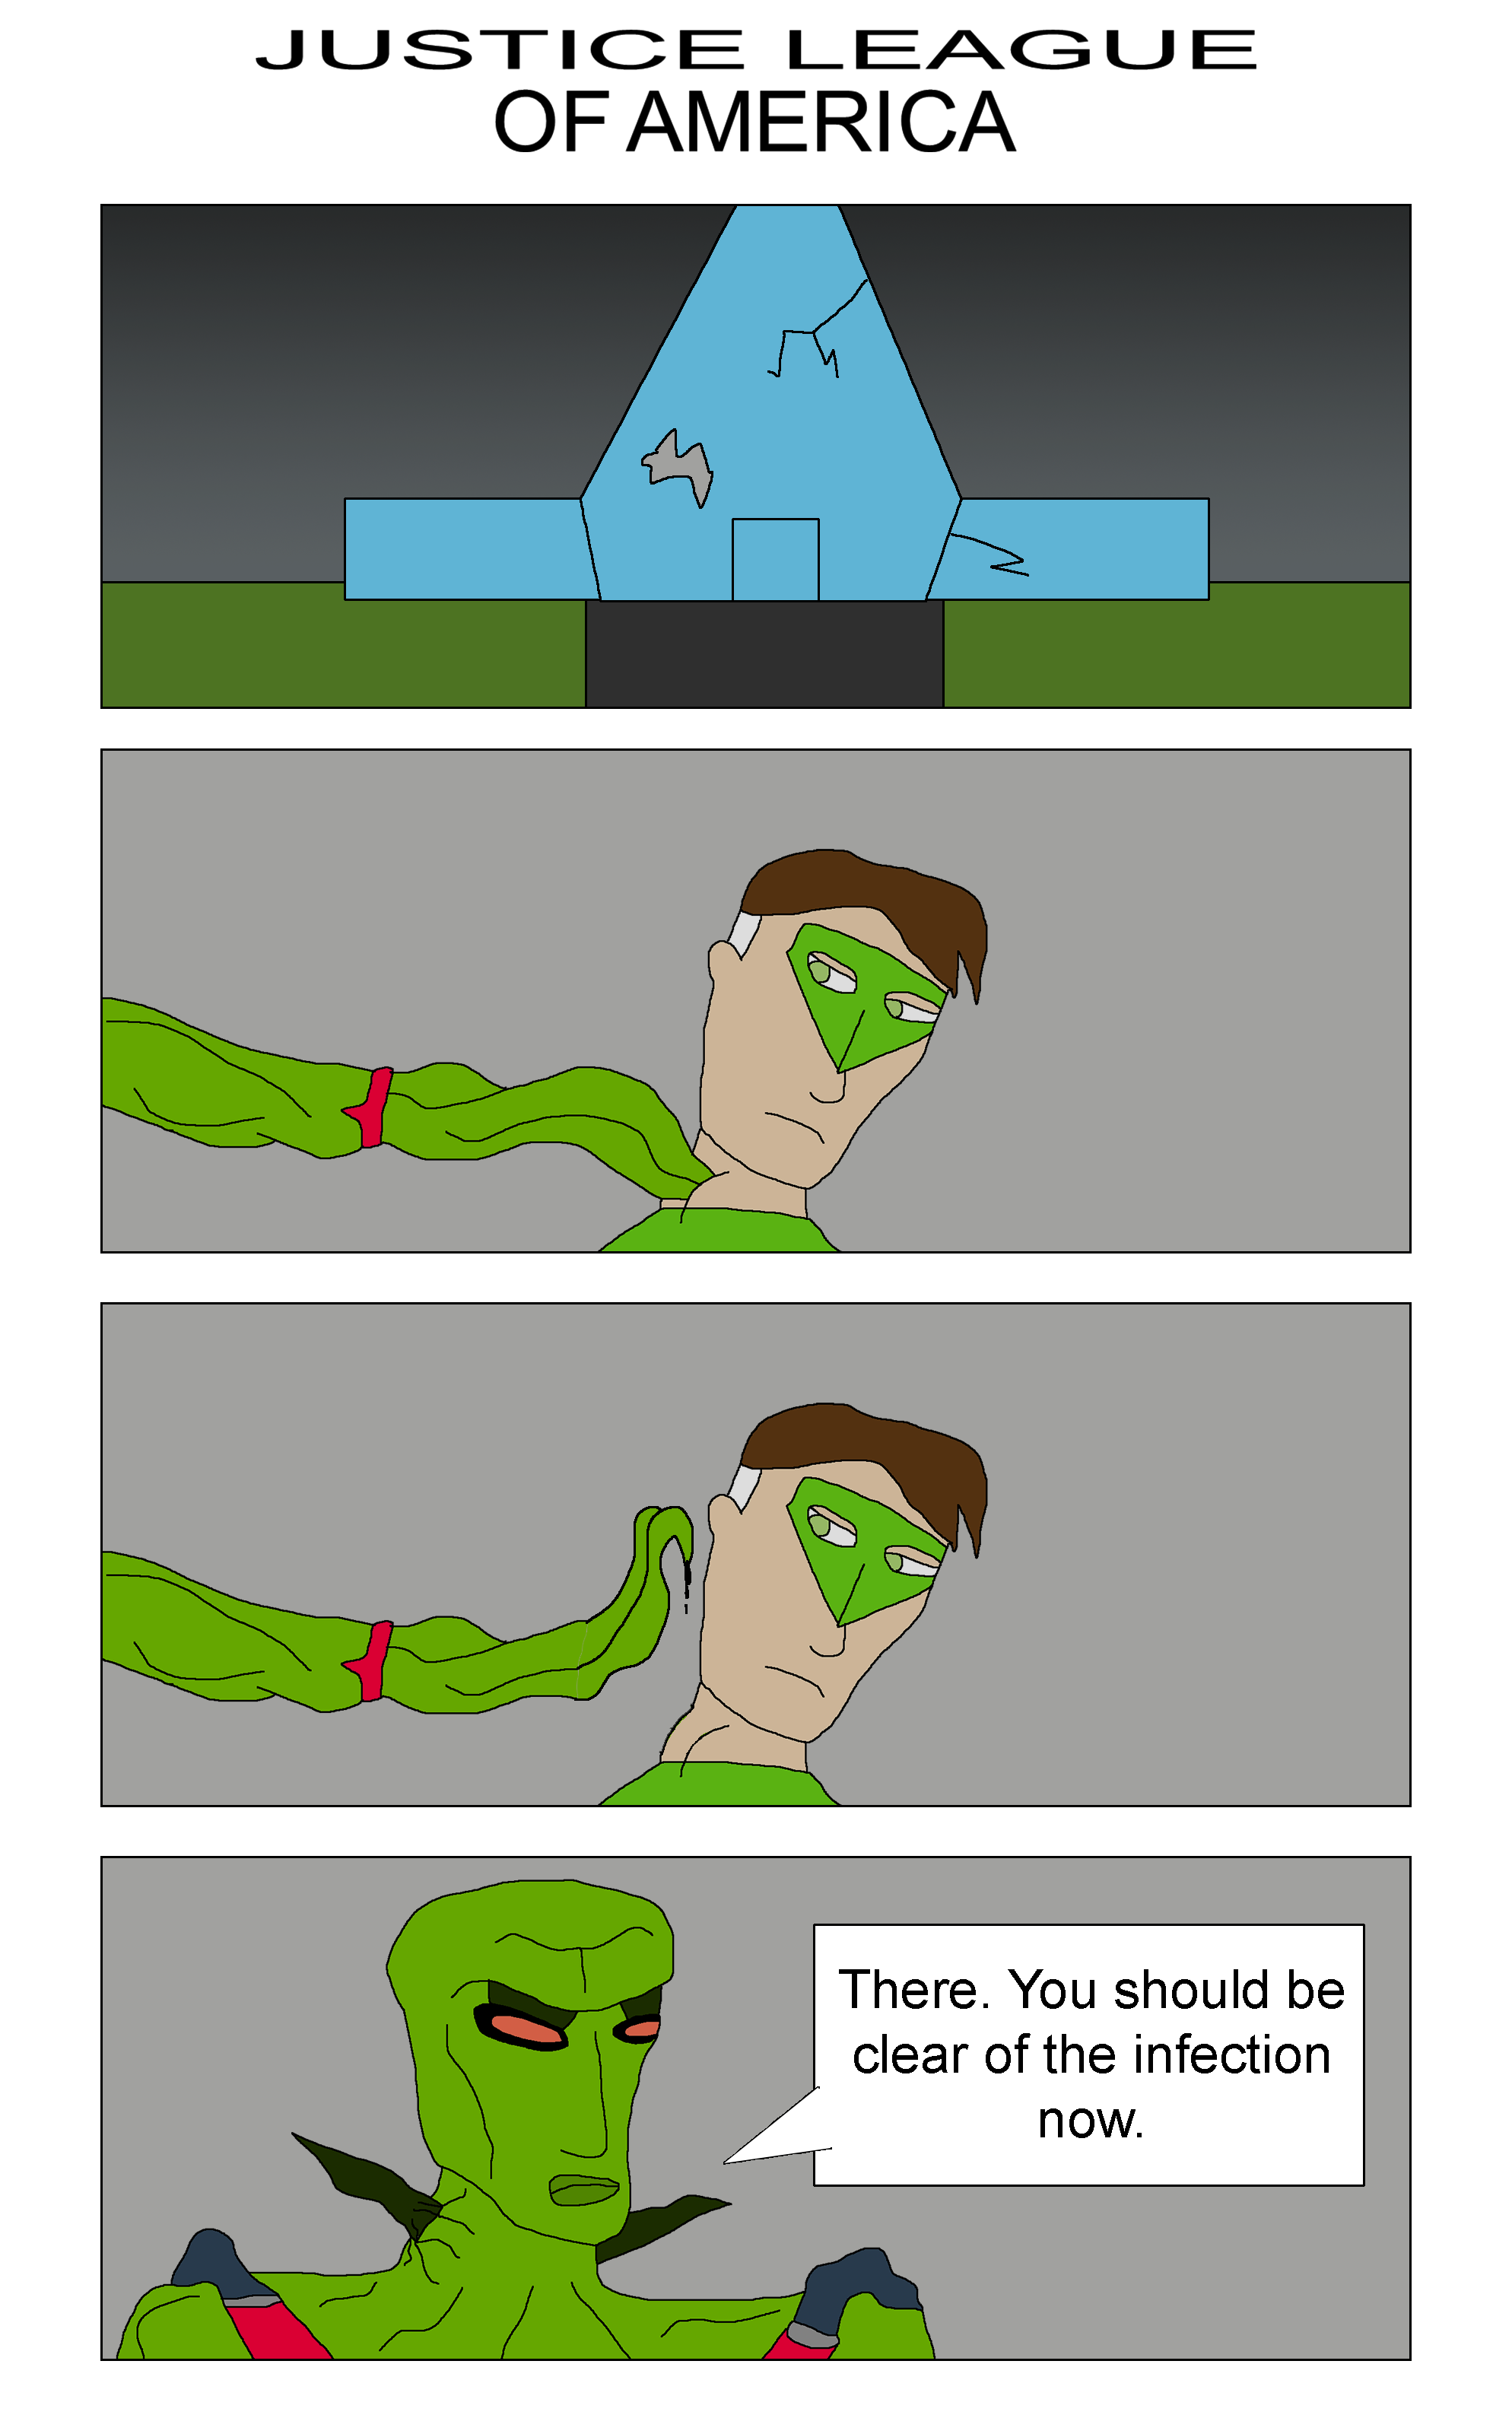 JUSTICE LEAGUE
OF AMERICA
There. You should be
clear of the infection
now.